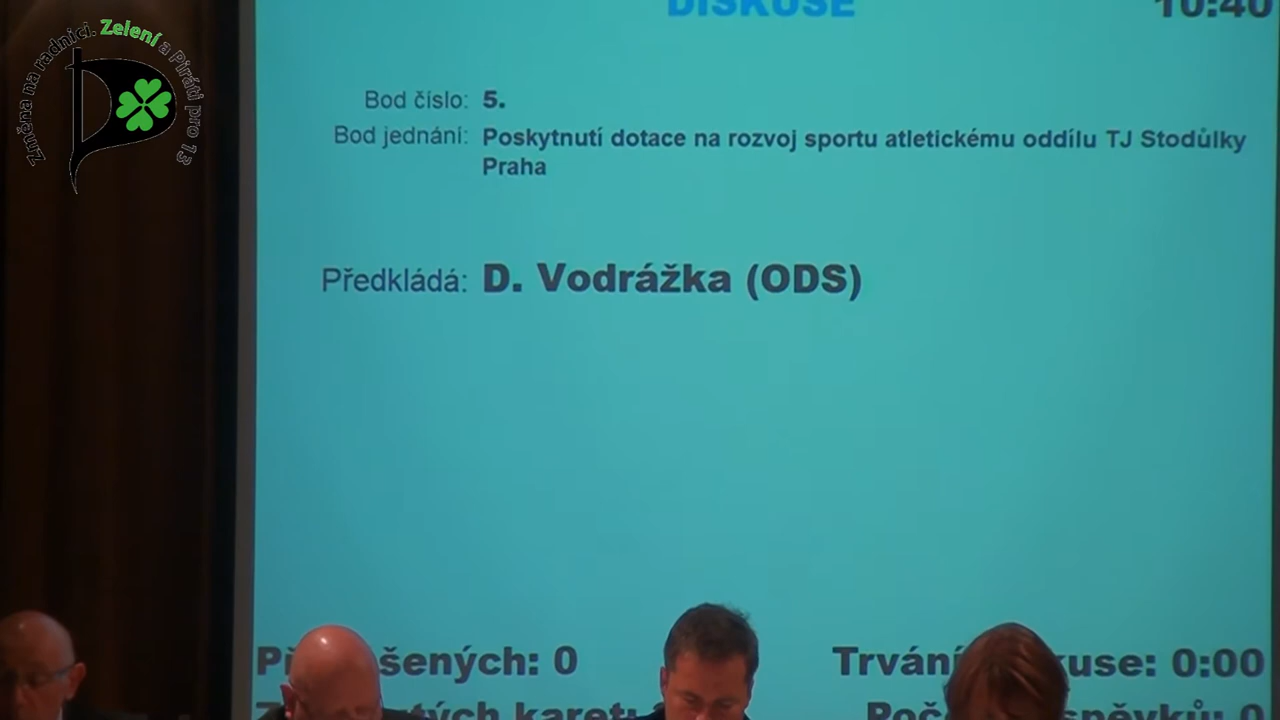 Změna na radnici. Zelení a Piráti pro 13
DISKUSE
10:40
Bod číslo: 5.
Bod jednání: Poskytnutí dotace na rozvoj sportu atletickému oddílu TJ Stodůlky
Praha
Předkládá: D. Vodrážka (ODS)
šených: 0
Trvání kuse: 0:00
karet: